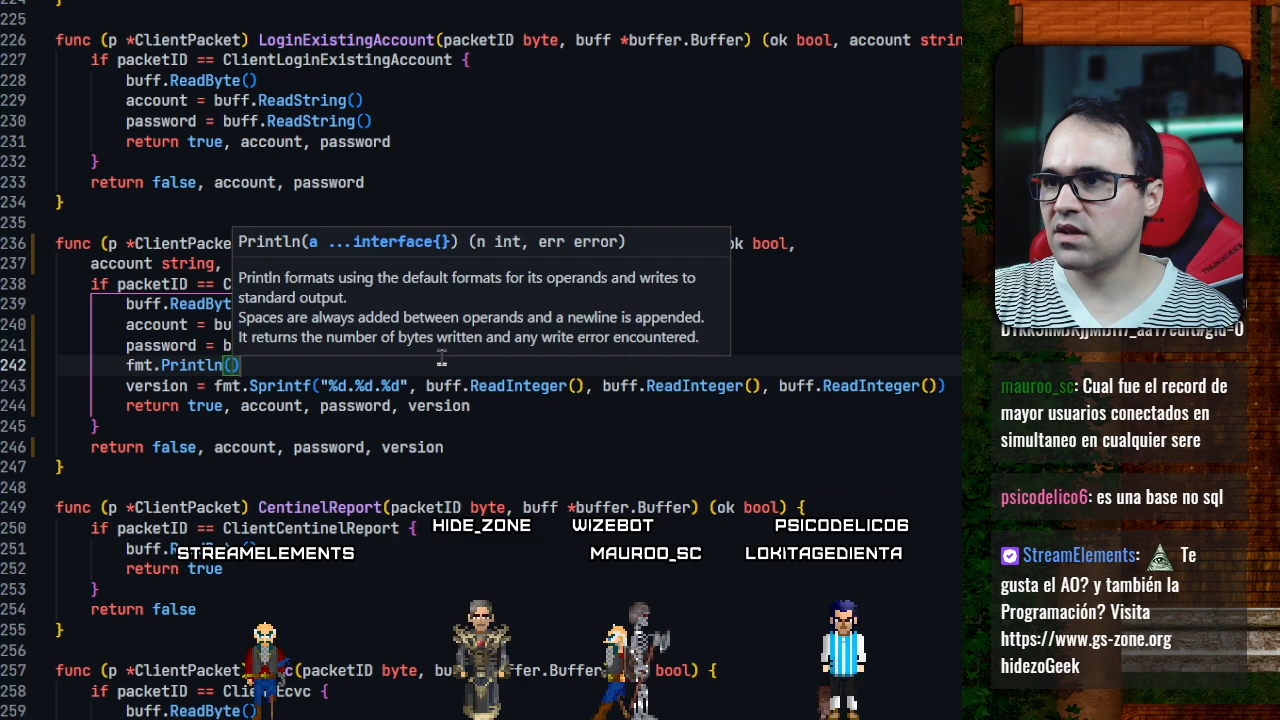 224 }
225
226 func (p *ClientPacket) LoginExistingAccount(packetID byte, buff *buffer.Buffer) (ok bool, account strin
227 if packetID == ClientLoginExistingAccount {
228 buff.ReadByte()
229 account = buff.ReadString()
230 password = buff.ReadString()
231 return true, account, password
232 }
233 return false, account, password
234 }
235
236 func (p *ClientPacke
ok bool,
237 account string,
238 if packetID == C
239 buff.ReadByt
240 account = bu
241 password = b
242 fmt.Println()
243 version = fmt.Sprintf("%d.%d.%d", buff.ReadInteger(), buff.ReadInteger(), buff.ReadInteger())
244 return true, account, password, version
245 }
246 return false, account, password, version
247 }
248
249 func (p *ClientPacket) CentinelReport(packetID byte, buff *buffer.Buffer) (ok bool) {
250 if packetID == ClientCentinelReport {
251 buff.R
252 return true
253 }
254 return false
255 }
256
257 func (p *ClientPacket) c(packetID byte, bu ffer.Buffer bool) {
258 if packetID == Clie Ecvc {
259 buff.ReadByte()
Println(a ...interface{}) (n int, err error)
Println formats using the default formats for its operands and writes to
standard output.
Spaces are always added between operands and a newline is appended.
It returns the number of bytes written and any write error encountered.
HIDE_ZONE
WIZEBOT
PSICODELICO6
STREAMELEMENTS
MAUROO_SC
LOKITAGEDIENTA
mauroo_sc: Cual fue el record de
mayor usuarios conectados en
simultaneo en cualquier sere
psicodelico6: es una base no sql
StreamElements: Te
gusta el AO? y también la
Programación? Visita
https://www.gs-zone.org
hidezoGeek